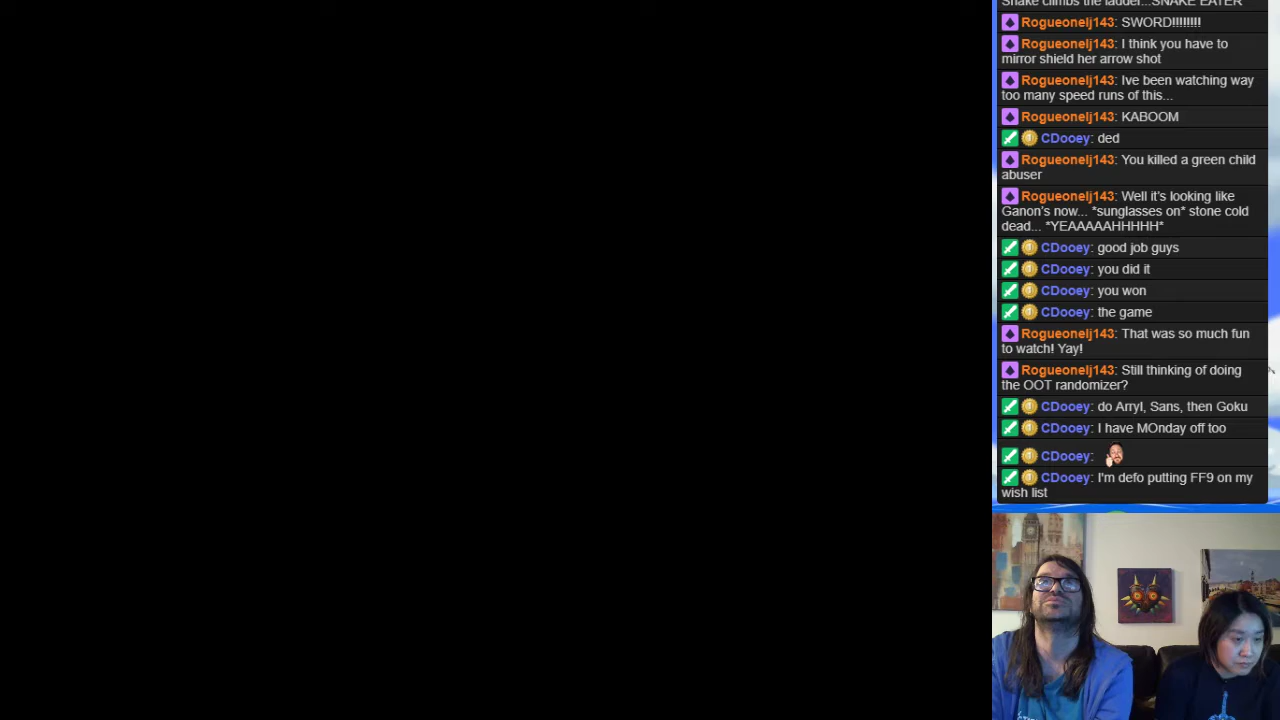 Snake climbs the ladder...SNAKE EATER
Rogueonelj143: SWORD!!!!!!!!
Rogueonelj143: I think you have to
mirror shield her arrow shot
Rogueonelj143: Ive been watching way
too many speed runs of this...
Rogueonelj143: KABOOM
CDooey: ded
Rogueonelj143: You killed a green child
abuser
Rogueonelj143: Well it's looking like
Ganon's now... *sunglasses on* stone cold
dead... *YEAAAAAHHHHH*
CDooey: good job guys
CDooey: you did it
CDooey: you won
CDooey: the game
Rogueonelj143: That was so much fun
to watch! Yay!
Rogueonelj143: Still thinking of doing
the OOT randomizer?
CDooey: do Arryl, Sans, then Goku
CDooey: I have MOnday off too
CDooey:
CDooey: I'm defo putting FF9 on my
wish list